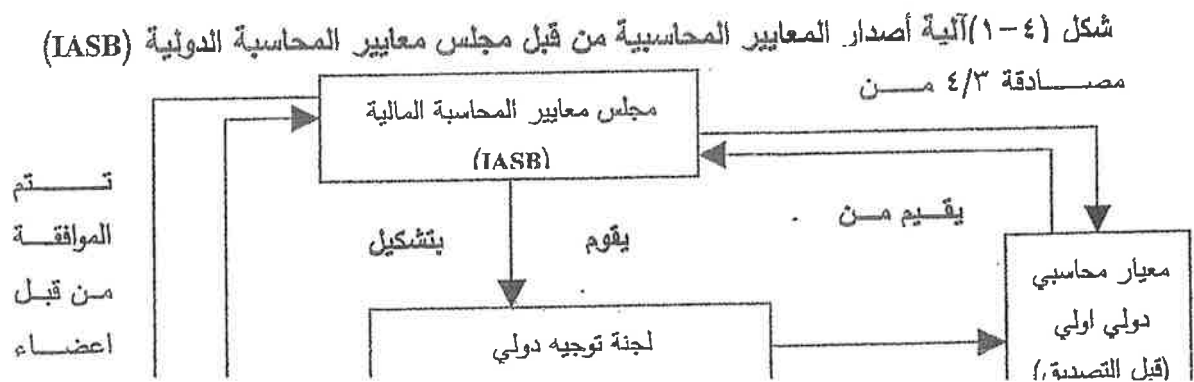 شكل (٤-١) آلية أصدار المعايير المحاسبية من قبل مجلس معايير المحاسبة الدولية (IASB)
مصادقة ٤/٣ من
مجلس معايير المحاسبة المالية
(IASB)
تتم
الموافقة
من قبل
اعضاء
يقوم بتشكيل
يقيم من
لجنة توجيه دولي
معيار محاسبي
دولي اولي
(قبل التصديق)